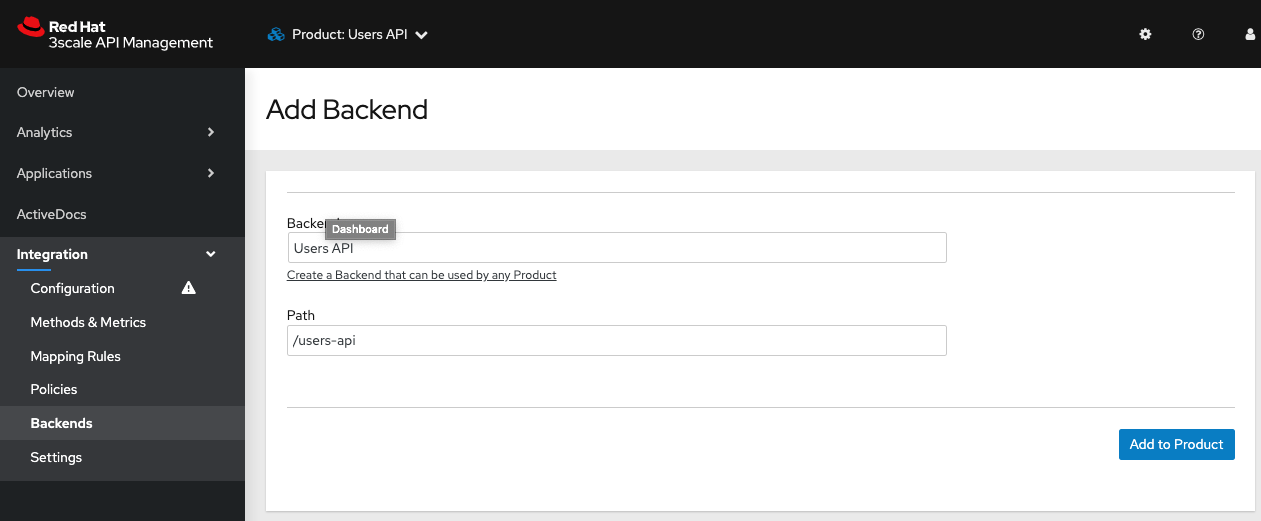 Red Hat
3scale API Management
Product: Users API
Overview
Analytics
Applications
ActiveDocs
Integration
Configuration
Methods & Metrics
Mapping Rules
Policies
Backends
Settings
Add Backend
Dashboard
Users API
Create a Backend that can be used by any Product
Path
/users-api
Add to Product